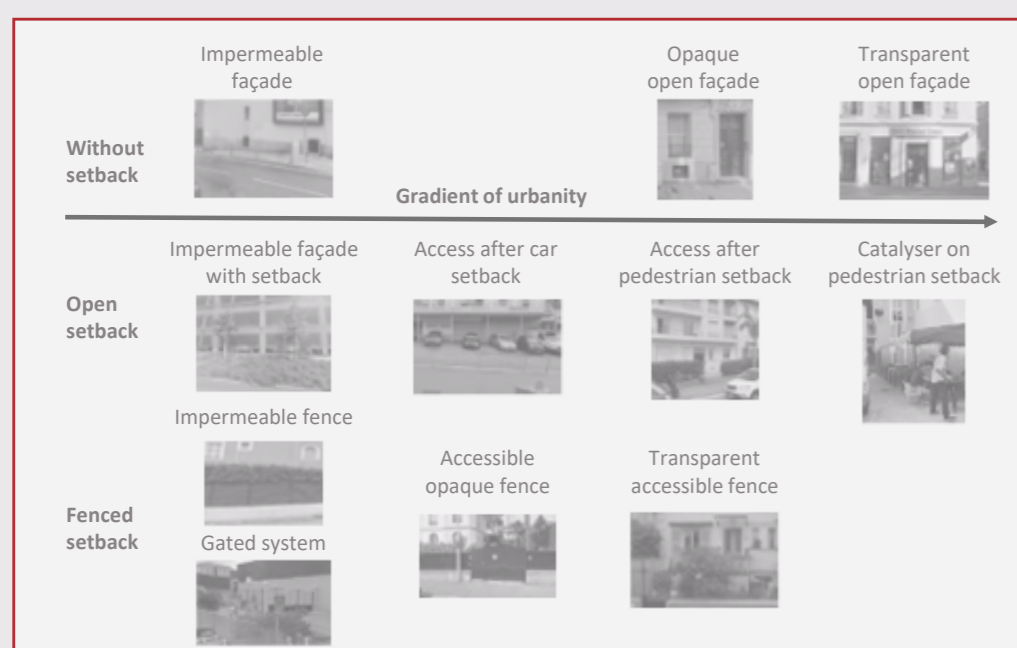 Impermeable
façade
Opaque
open façade
Transparent
open façade
Without
setback
Gradient of urbanity
Impermeable façade
with setback
Access after car
setback
Access after
pedestrian setback
Catalyser on
pedestrian setback
Open
setback
Impermeable fence
Accessible
opaque fence
Transparent
accessible fence
Fenced
setback
Gated system